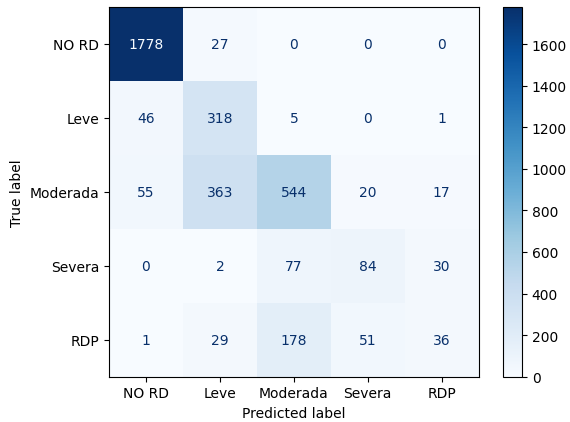 NO RD 1778 27 0 0 0
Leve 46 318 5 0 1
Moderada 55 363 544 20 17
Severa 0 2 77 84 30
RDP 1 29 178 51 36
NO RD Leve Moderada Severa RDP
Predicted label
True label
1600
1400
1200
1000
800
600
400
200
0